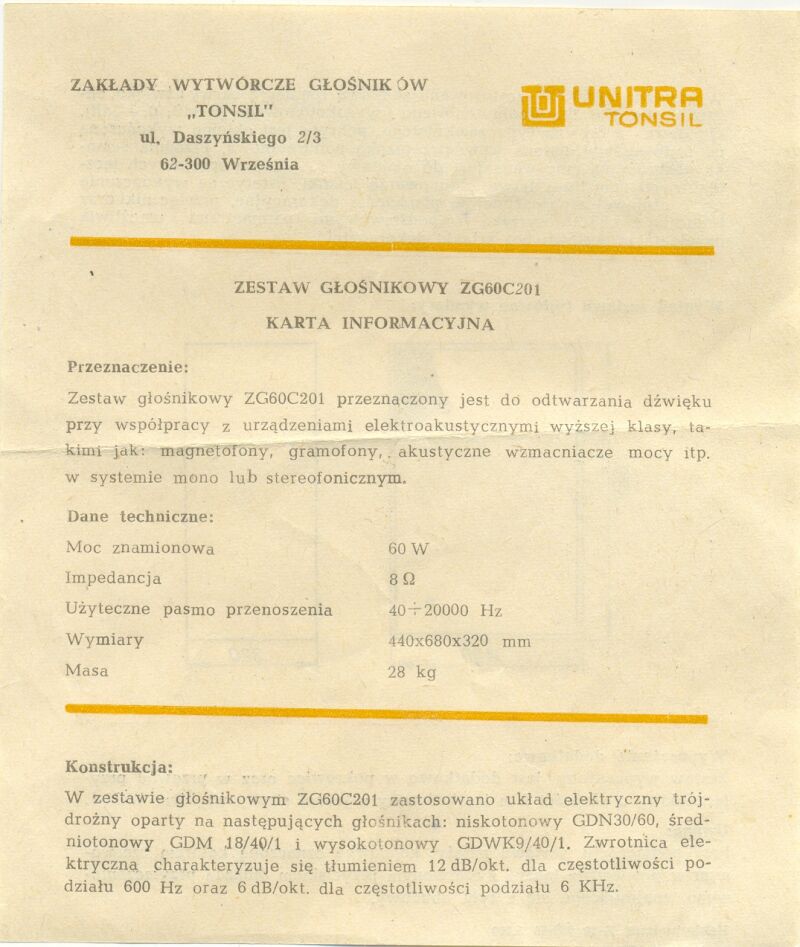 ZAKŁADY WYTWÓRCZE GŁOŚNIKÓW
„TONSIL"
ul. Daszyńskiego 2/3
62-300 Września
UNITRA
TONSIL
ZESTAW GŁOŚNIKOWY ZG60C201
KARTA INFORMACYJNA
Przeznaczenie:
Zestaw głośnikowy ZG60C201 przeznączony jest do odtwarzania dźwięku
przy współpracy z urządzeniami elektroakustycznymi wyższej klasy, ta-
kimi jak: magnetofony, gramofony, akustyczne wzmacniacze mocy itp.
w systemie mono lub stereofonicznym.
Dane techniczne:
Moc znamionowa 60 W
Impedancja 8 Ω
Użyteczne pasmo przenoszenia 40÷20000 Hz
Wymiary 440x680x320 mm
Masa 28 kg
Konstrukcja:
W zestawie głośnikowym ZG60C201 zastosowano układ elektryczny trój-
drożny oparty na następujących głośnikach: niskotonowy GDN30/60, śred-
niotonowy GDM 18/40/1 i wysokotonowy GDWK9/40/1. Zwrotnica ele-
ktryczna charakteryzuje się tłumieniem 12 dB/okt. dla częstotliwości po-
działu 600 Hz oraz 6 dB/okt. dla częstotliwości podziału 6 KHz.